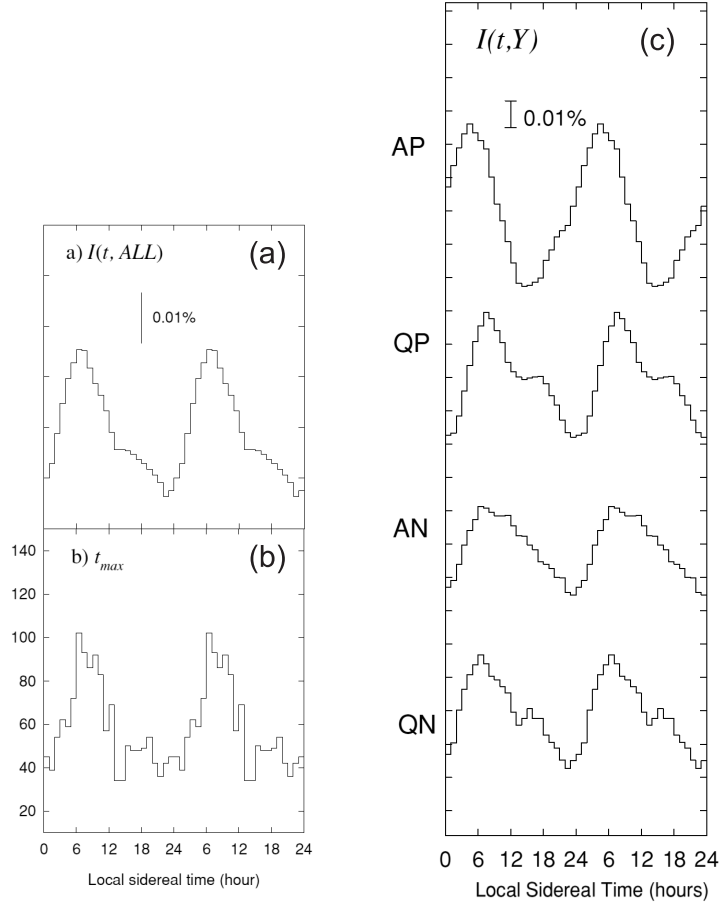 a) I(t, ALL)
(a)
0.01%
b) t_max
(b)
140
120
100
80
60
40
20
0 6 12 18 24 6 12 18 24
Local sidereal time (hour)
I(t,Y)
(c)
0.01%
AP
QP
AN
QN
0 6 12 18 24 6 12 18 24
Local Sidereal Time (hours)